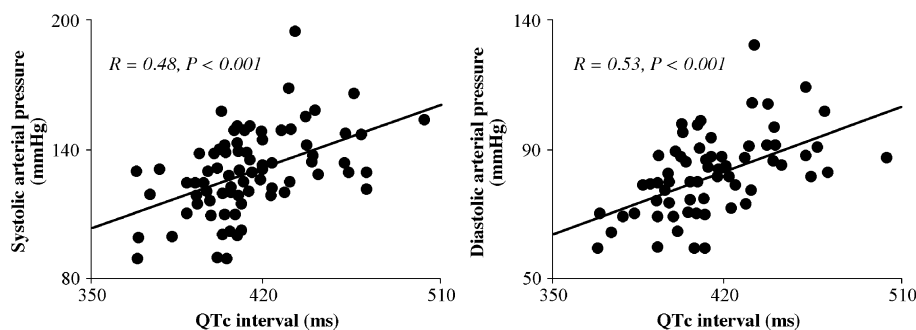 200
140
80
Systolic arterial pressure
(mmHg)
R = 0.48, P < 0.001
350
420
510
QTc interval (ms)
140
90
50
Diastolic arterial pressure
(mmHg)
R = 0.53, P < 0.001
350
420
510
QTc interval (ms)